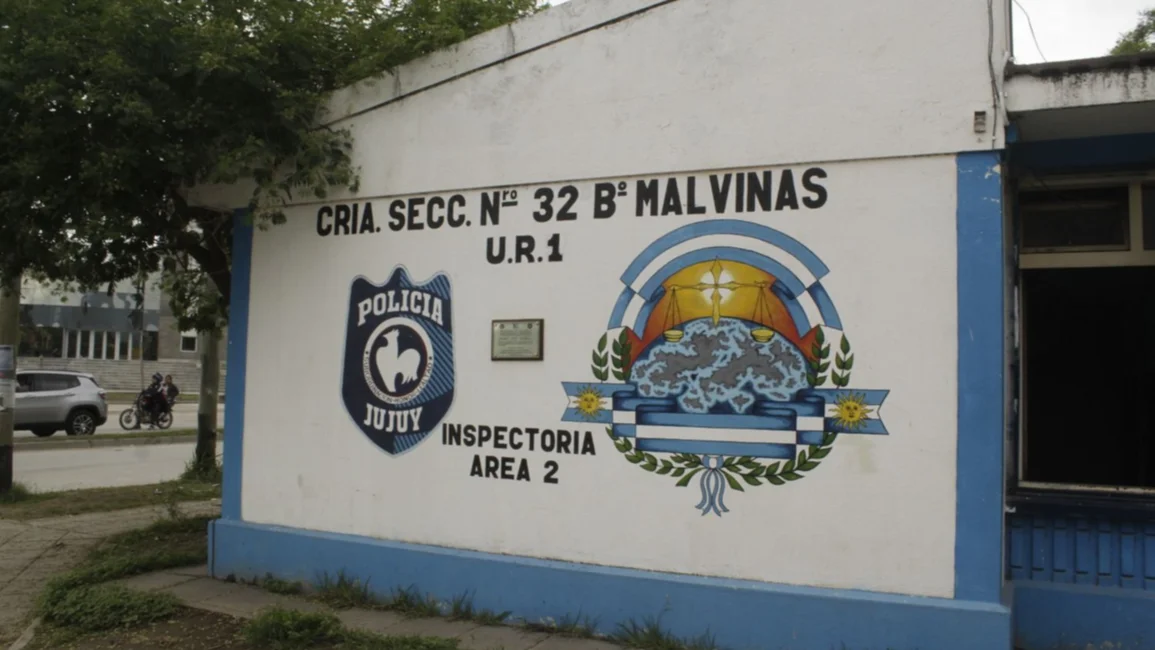 CRIA. SECC. Nʳᵒ 32 Bº MALVINAS
U.R.1
POLICIA
JUJUY
INSPECTORIA
AREA 2